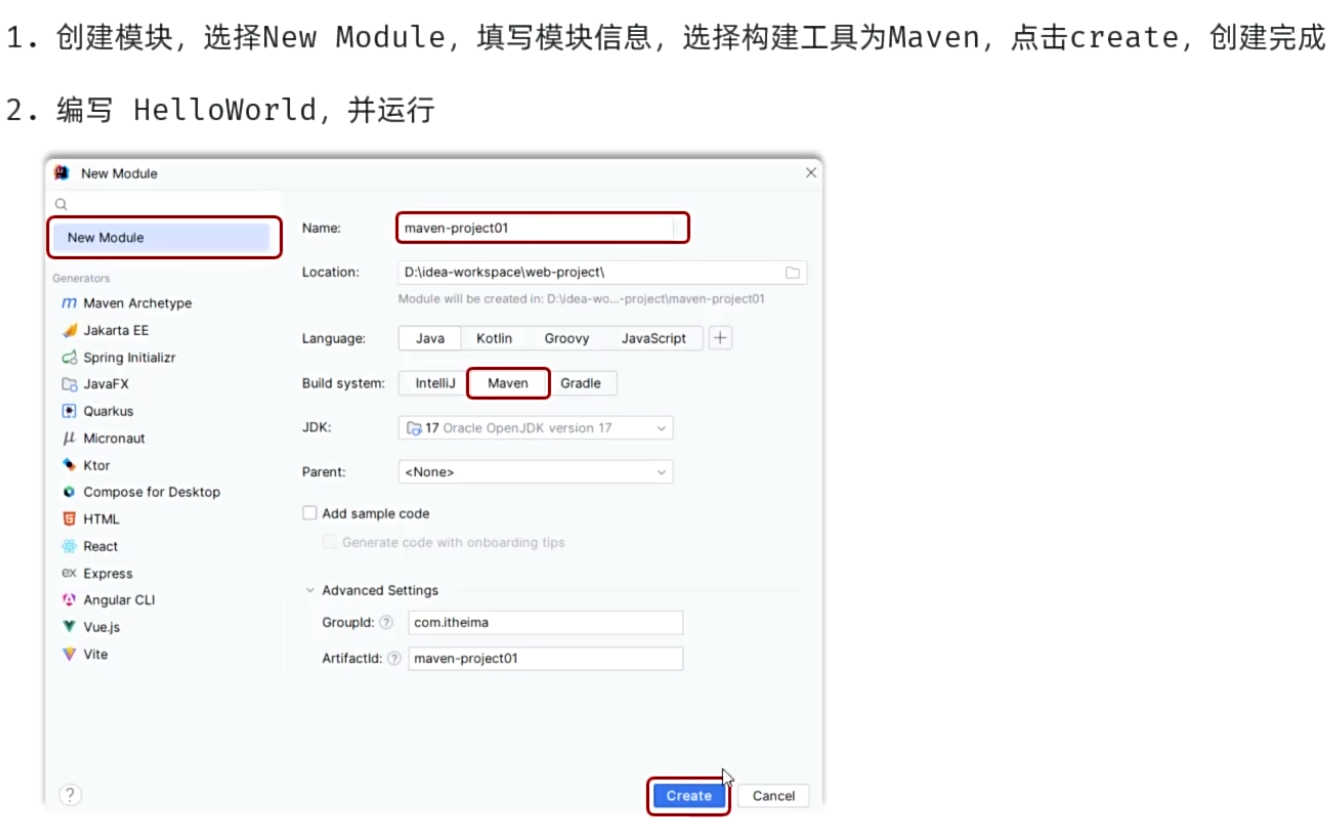 1. 创建模块，选择New Module，填写模块信息，选择构建工具为Maven，点击create，创建完成
2. 编写 HelloWorld，并运行
New Module
New Module
Name: maven-project01
Location: D:\idea-workspace\web-project\
Module will be created in: D:\idea-wo...-project\maven-project01
Generators
Maven Archetype
Jakarta EE
Spring Initializr
JavaFX
Quarkus
Micronaut
Ktor
Compose for Desktop
HTML
React
ex Express
Angular CLI
Vue.js
Vite
Language: Java Kotlin Groovy JavaScript +
Build system: IntelliJ Maven Gradle
JDK: 17 Oracle OpenJDK version 17
Parent: <None>
Add sample code
Generate code with onboarding tips
Advanced Settings
GroupId: ? com.itheima
ArtifactId: ? maven-project01
? Create Cancel